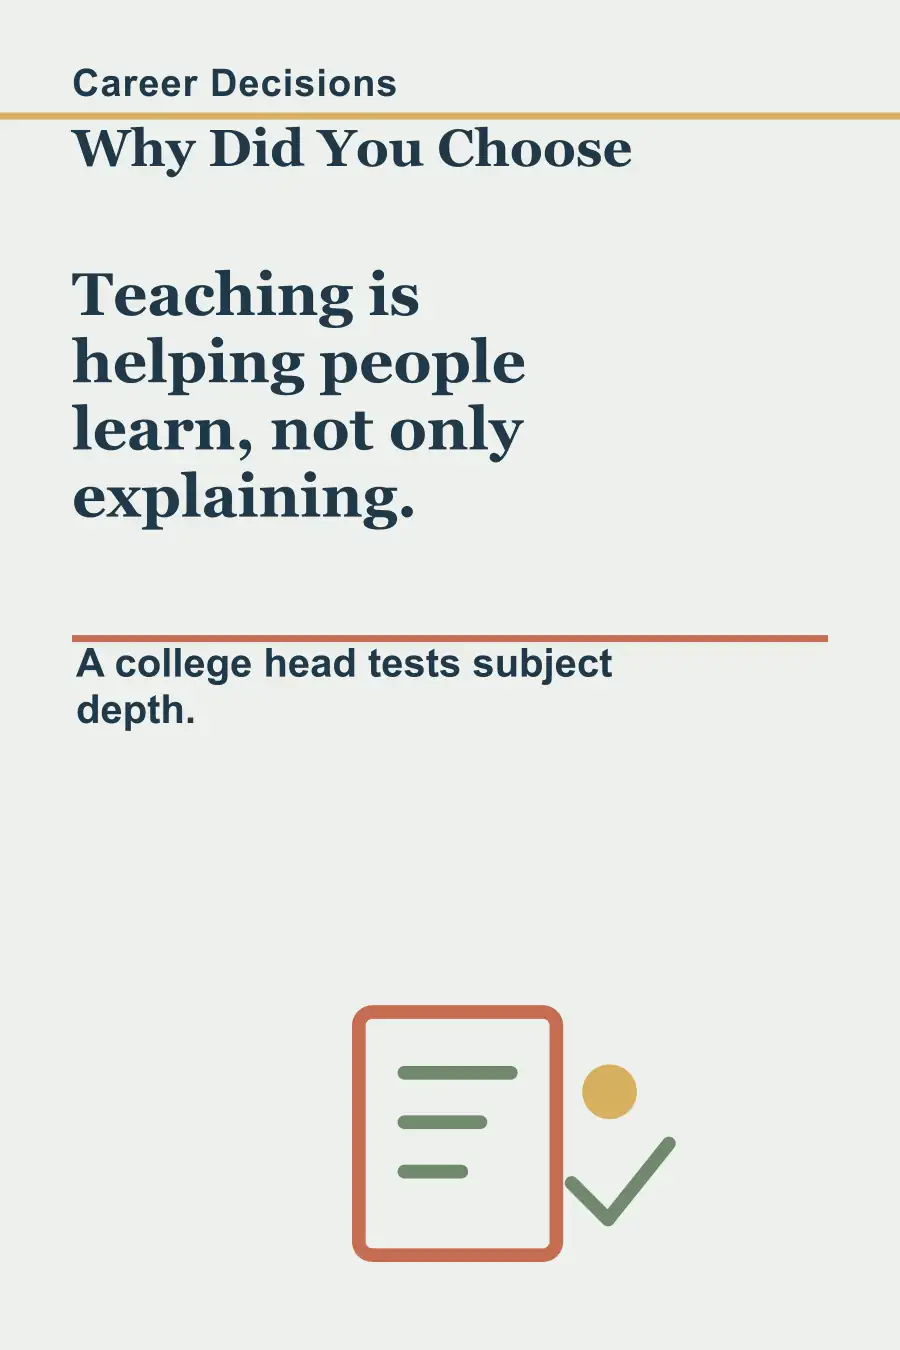 Career Decisions
Why Did You Choose
Teaching is
helping people
learn, not only
explaining.
A college head tests subject
depth.